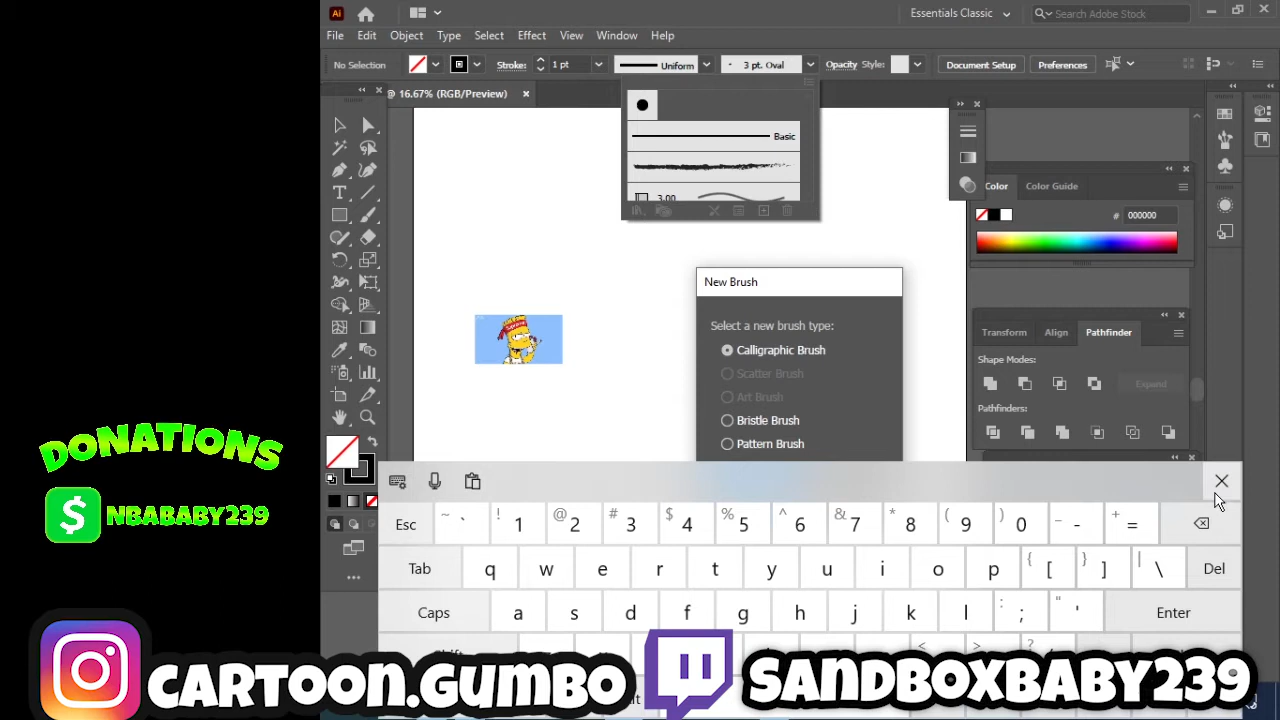 Ai
Essentials Classic
Search Adobe Stock
File Edit Object Type Select Effect View Window Help
No Selection Stroke: 1 pt Uniform 3 pt. Oval Opacity Style: Document Setup Preferences
@ 16.67% (RGB/Preview) ×
Basic
3.00
Color Color Guide
# 000000
New Brush
Select a new brush type:
Calligraphic Brush
Scatter Brush
Art Brush
Bristle Brush
Pattern Brush
Transform Align Pathfinder
Shape Modes:
Expand
Pathfinders:
DONATIONS
$ NBABABY239
Esc ~ ` ! 1 @ 2 # 3 $ 4 % 5 ^ 6 & 7 * 8 ( 9 ) 0 _ - + =
Tab q w e r t y u i o p { [ } ] | \ Del
Caps a s d f g h j k l : ; " ' Enter
CARTOON.GUMBO SANDBOXBABY239